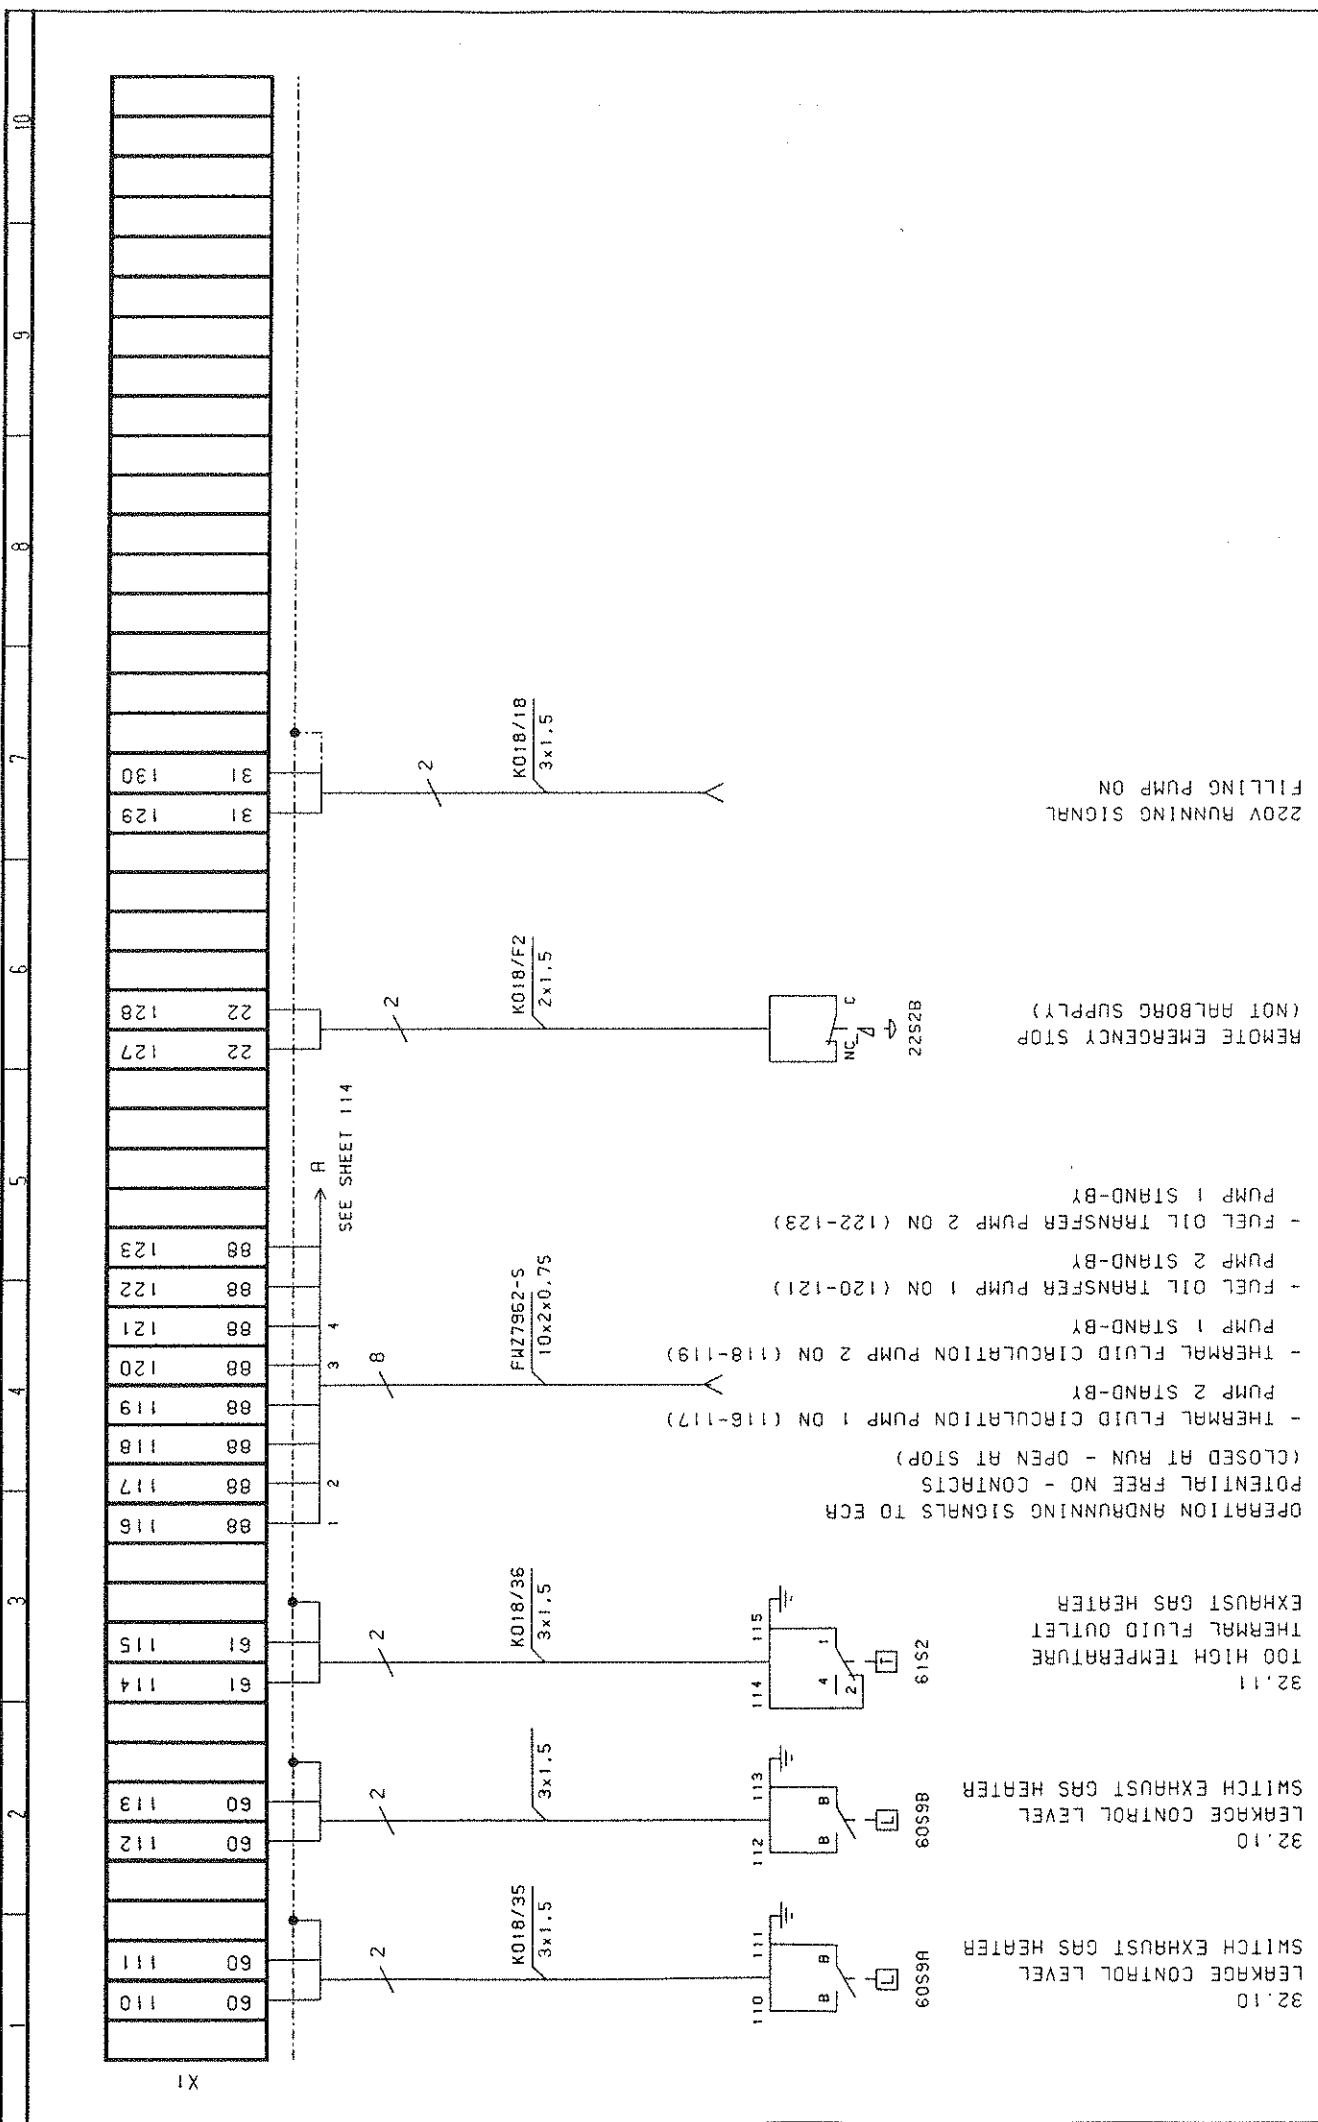 1
2
3
4
5
6
7
8
9
10
X1
60 110
60 111
60 112
60 113
61 114
61 115
88 116
88 117
88 118
88 119
88 120
88 121
88 122
88 123
22 127
22 128
31 129
31 130
2
K018/35
3x1.5
110
111
B
B
L
60S9A
32.10
LEAKAGE CONTROL LEVEL
SWITCH EXHAUST GAS HEATER
2
3x1.5
112
113
B
B
L
60S9B
32.10
LEAKAGE CONTROL LEVEL
SWITCH EXHAUST GAS HEATER
2
K018/36
3x1.5
114
115
4
2
1
T
61S2
32.11
TOO HIGH TEMPERATURE
THERMAL FLUID OUTLET
EXHAUST GAS HEATER
1
2
3
4
8
A
SEE SHEET 114
FWZ7962-S
10x2x0.75
OPERATION ANDRUNNING SIGNALS TO ECR
POTENTIAL FREE NO - CONTACTS
(CLOSED AT RUN - OPEN AT STOP)
- THERMAL FLUID CIRCULATION PUMP 1 ON (116-117)
PUMP 2 STAND-BY
- THERMAL FLUID CIRCULATION PUMP 2 ON (118-119)
PUMP 1 STAND-BY
- FUEL OIL TRANSFER PUMP 1 ON (120-121)
PUMP 2 STAND-BY
- FUEL OIL TRANSFER PUMP 2 ON (122-123)
PUMP 1 STAND-BY
2
K018/F2
2x1.5
NC
C
22S2B
REMOTE EMERGENCY STOP
(NOT AALBORG SUPPLY)
2
K018/18
3x1.5
220V RUNNING SIGNAL
FILLING PUMP ON